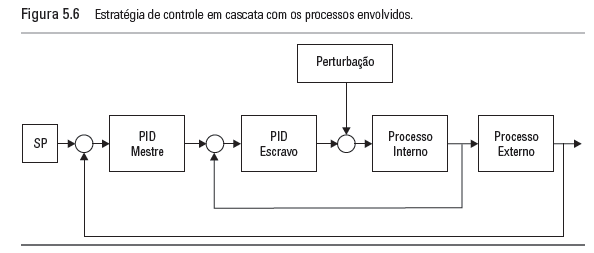 Figura 5.6 Estratégia de controle em cascata com os processos envolvidos.
Perturbação
SP
PID
Mestre
PID
Escravo
Processo
Interno
Processo
Externo